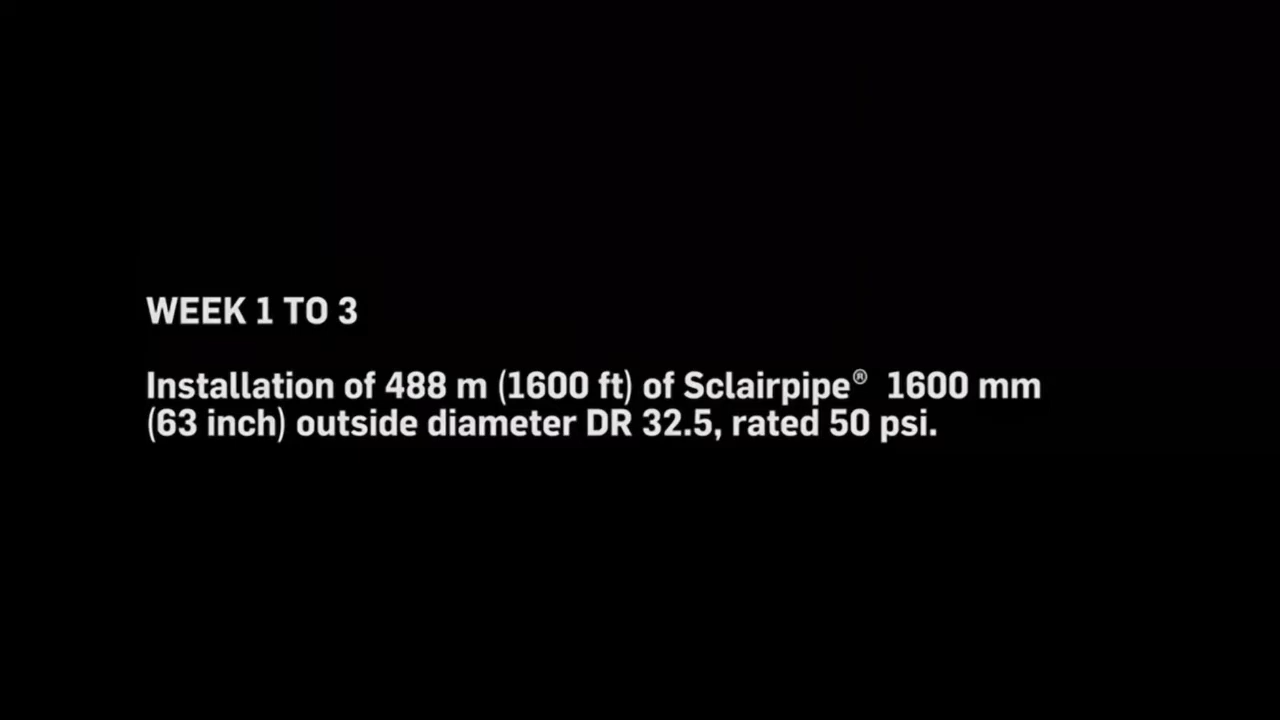 WEEK 1 TO 3
Installation of 488 m (1600 ft) of Sclairpipe® 1600 mm
(63 inch) outside diameter DR 32.5, rated 50 psi.